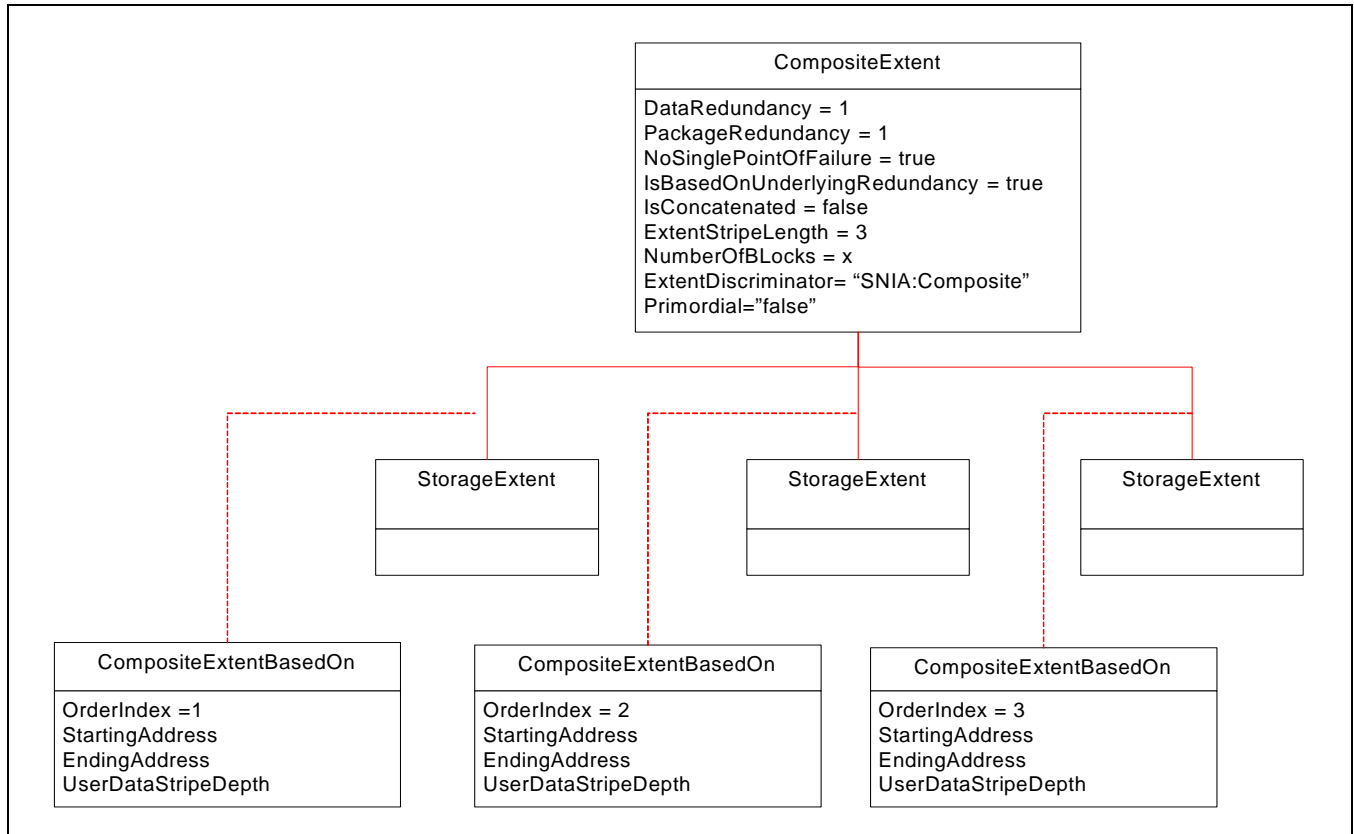 CompositeExtent
DataRedundancy = 1
PackageRedundancy = 1
NoSinglePointOfFailure = true
IsBasedOnUnderlyingRedundancy = true
IsConcatenated = false
ExtentStripeLength = 3
NumberOfBLocks = x
ExtentDiscriminator= “SNIA:Composite”
Primordial=”false”
StorageExtent
StorageExtent
StorageExtent
CompositeExtentBasedOn
OrderIndex =1
StartingAddress
EndingAddress
UserDataStripeDepth
CompositeExtentBasedOn
OrderIndex = 2
StartingAddress
EndingAddress
UserDataStripeDepth
CompositeExtentBasedOn
OrderIndex = 3
StartingAddress
EndingAddress
UserDataStripeDepth